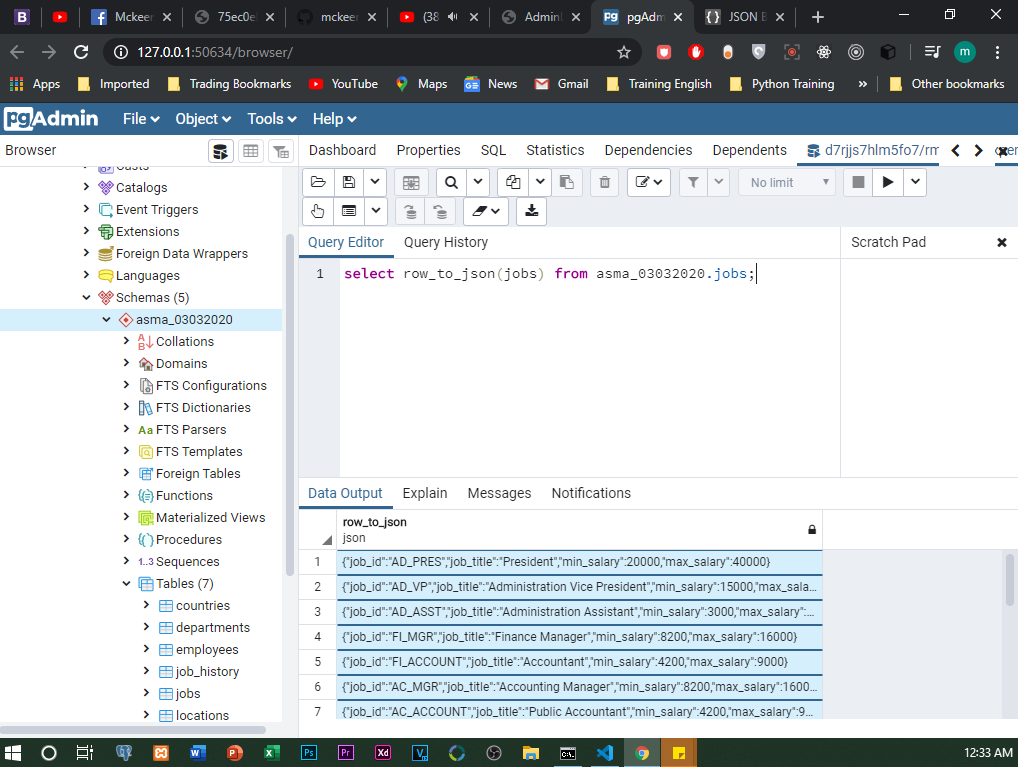 B
Mckeer
75ec0el
mckeer
(38
Admin
pgAdm
JSON B
127.0.0.1:50634/browser/
m
Apps
Imported
Trading Bookmarks
YouTube
Maps
News
Gmail
Training English
Python Training
»
Other bookmarks
pgAdmin
File
Object
Tools
Help
Browser
Dashboard
Properties
SQL
Statistics
Dependencies
Dependents
d7rjjs7hlm5fo7/rm
Casts
Catalogs
Event Triggers
Extensions
Foreign Data Wrappers
Languages
Schemas (5)
asma_03032020
Collations
Domains
FTS Configurations
FTS Dictionaries
FTS Parsers
FTS Templates
Foreign Tables
Functions
Materialized Views
Procedures
1..3 Sequences
Tables (7)
countries
departments
employees
job_history
jobs
locations
No limit
Query Editor
Query History
Scratch Pad
1 select row_to_json(jobs) from asma_03032020.jobs;
Data Output
Explain
Messages
Notifications
row_to_json
json
1 {"job_id":"AD_PRES","job_title":"President","min_salary":20000,"max_salary":40000}
2 {"job_id":"AD_VP","job_title":"Administration Vice President","min_salary":15000,"max_sala...
3 {"job_id":"AD_ASST","job_title":"Administration Assistant","min_salary":3000,"max_salary":...
4 {"job_id":"FI_MGR","job_title":"Finance Manager","min_salary":8200,"max_salary":16000}
5 {"job_id":"FI_ACCOUNT","job_title":"Accountant","min_salary":4200,"max_salary":9000}
6 {"job_id":"AC_MGR","job_title":"Accounting Manager","min_salary":8200,"max_salary":1600...
7 {"job_id":"AC_ACCOUNT","job_title":"Public Accountant","min_salary":4200,"max_salary":9...
12:33 AM